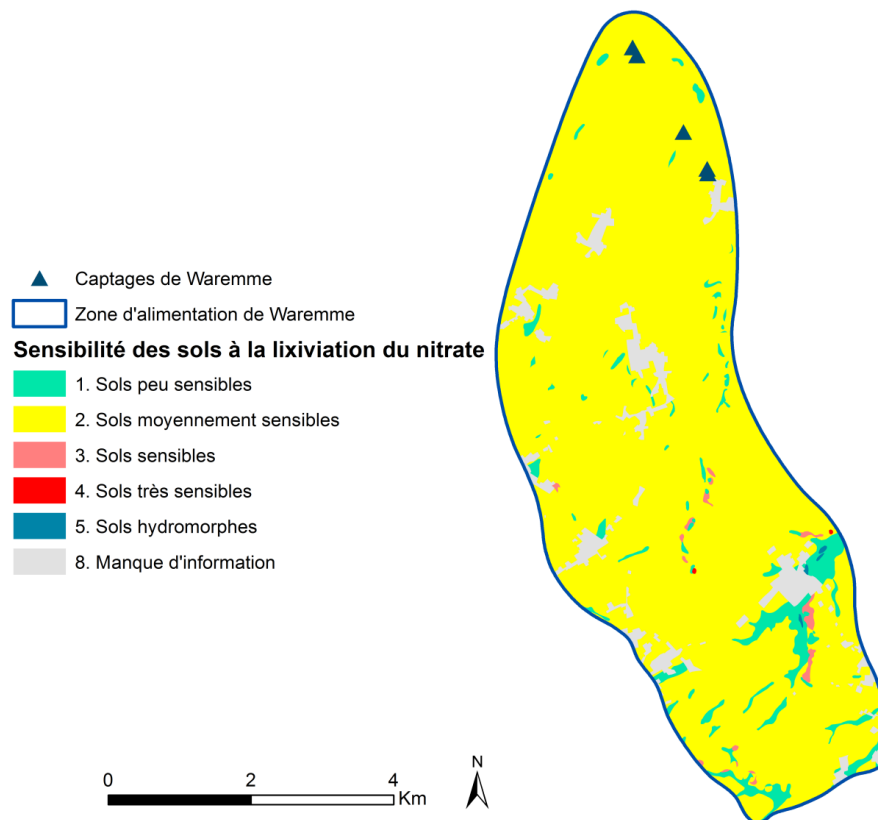 Captages de Waremme
Zone d'alimentation de Waremme
Sensibilité des sols à la lixiviation du nitrate
1. Sols peu sensibles
2. Sols moyennement sensibles
3. Sols sensibles
4. Sols très sensibles
5. Sols hydromorphes
8. Manque d'information
N
0 2 4
Km